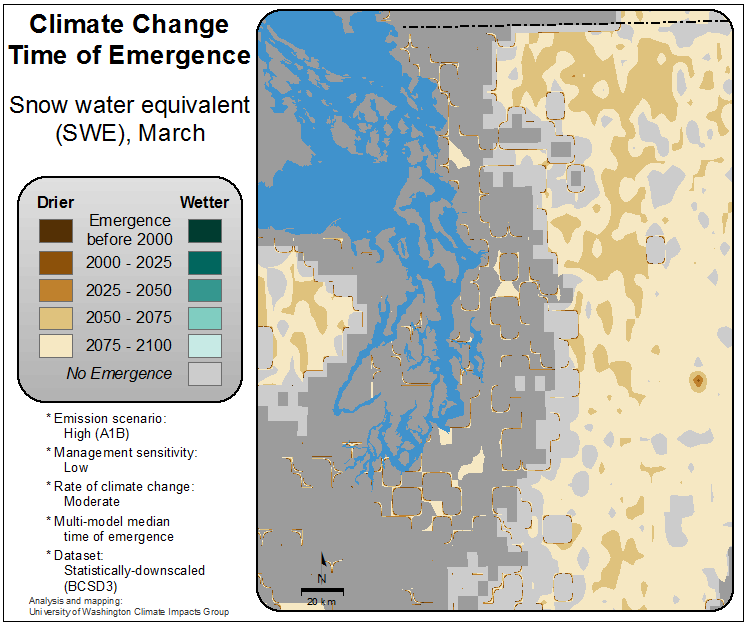 Climate Change
Time of Emergence
Snow water equivalent
(SWE), March
Drier Wetter
Emergence
before 2000
2000 - 2025
2025 - 2050
2050 - 2075
2075 - 2100
No Emergence
* Emission scenario:
High (A1B)
* Management sensitivity:
Low
* Rate of climate change:
Moderate
* Multi-model median
time of emergence
* Dataset:
Statistically-downscaled
(BCSD3)
Analysis and mapping:
University of Washington Climate Impacts Group
N
20 km